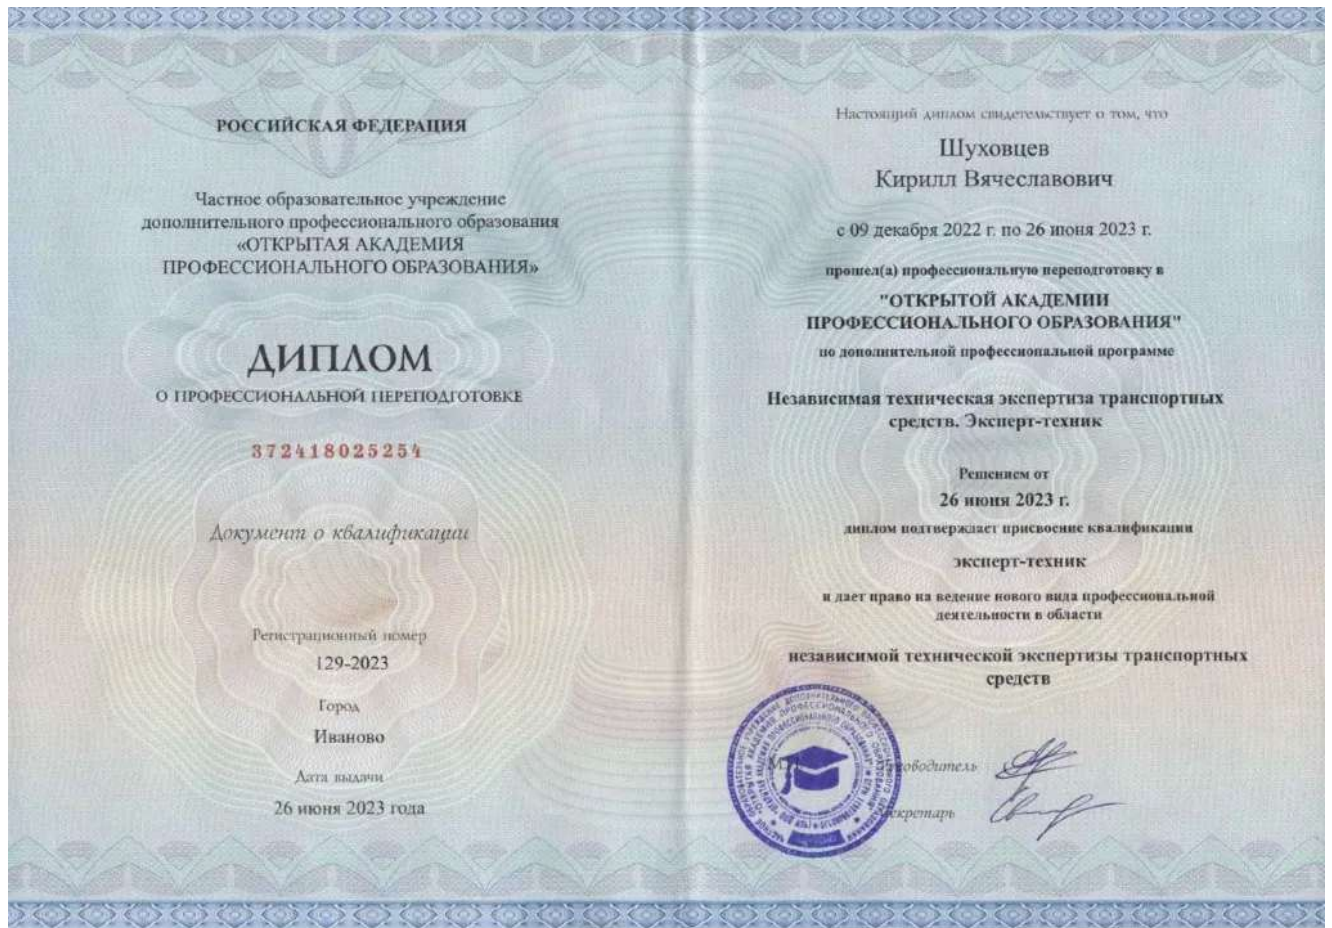 РОССИЙСКАЯ ФЕДЕРАЦИЯ
Частное образовательное учреждение
дополнительного профессионального образования
«ОТКРЫТАЯ АКАДЕМИЯ
ПРОФЕССИОНАЛЬНОГО ОБРАЗОВАНИЯ»
ДИПЛОМ
О ПРОФЕССИОНАЛЬНОЙ ПЕРЕПОДГОТОВКЕ
372418025254
Документ о квалификации
Регистрационный номер
129-2023
Город
Иваново
Дата выдачи
26 июня 2023 года
Настоящий диплом свидетельствует о том, что
Шуховцев
Кирилл Вячеславович
с 09 декабря 2022 г. по 26 июня 2023 г.
прошел(а) профессиональную переподготовку в
"ОТКРЫТОЙ АКАДЕМИИ
ПРОФЕССИОНАЛЬНОГО ОБРАЗОВАНИЯ"
по дополнительной профессиональной программе
Независимая техническая экспертиза транспортных
средств. Эксперт-техник
Решением от
26 июня 2023 г.
диплом подтверждает присвоение квалификации
эксперт-техник
и дает право на ведение нового вида профессиональной
деятельности в области
независимой технической экспертизы транспортных
средств
Руководитель
Секретарь